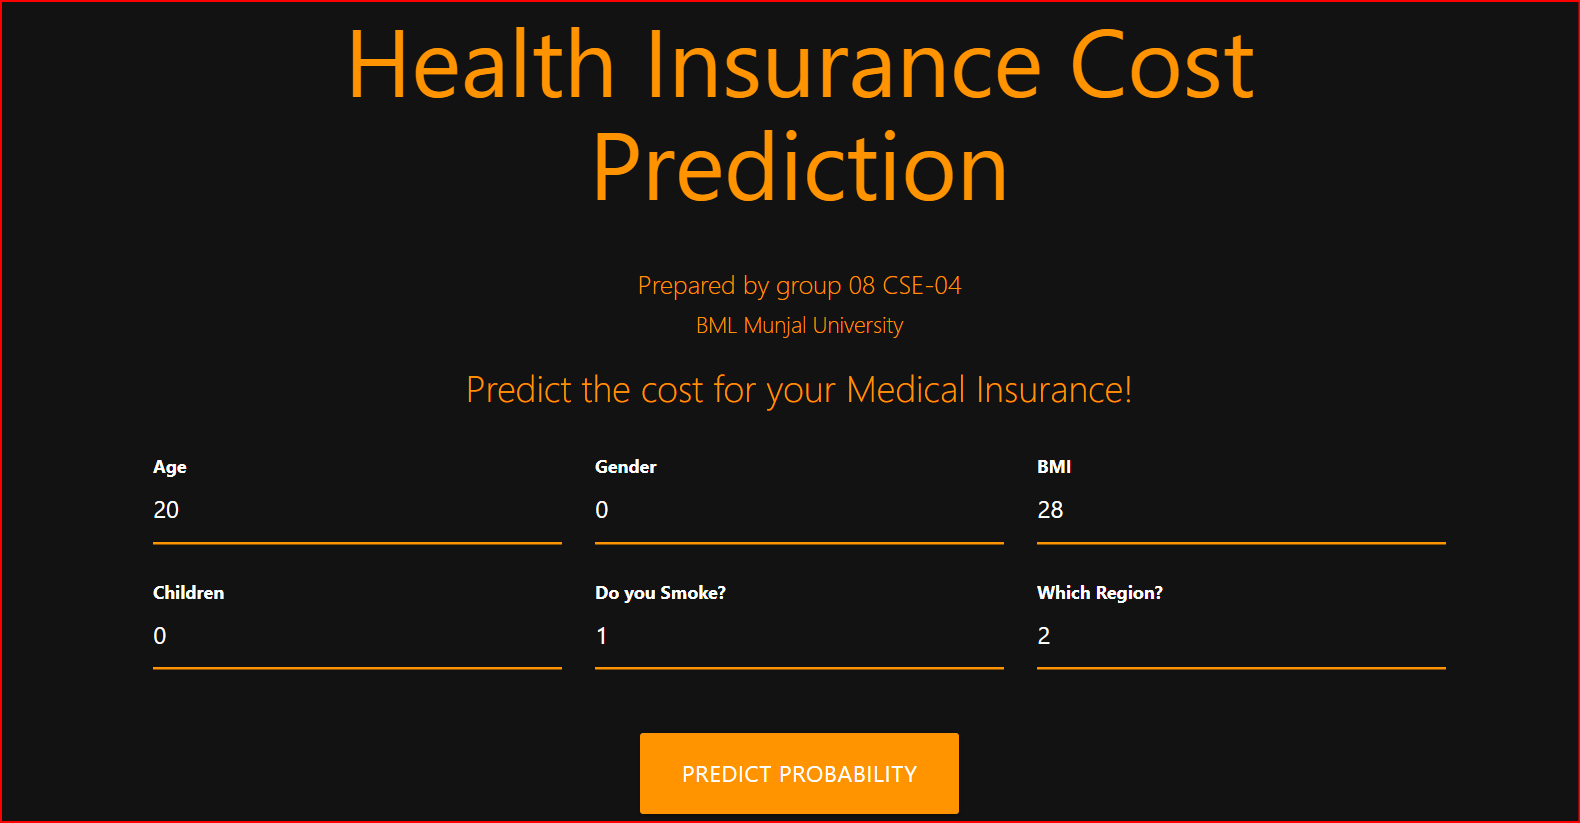 Health Insurance Cost
Prediction
Prepared by group 08 CSE-04
BML Munjal University
Predict the cost for your Medical Insurance!
Age Gender BMI
20 0 28
Children Do you Smoke? Which Region?
0 1 2
PREDICT PROBABILITY